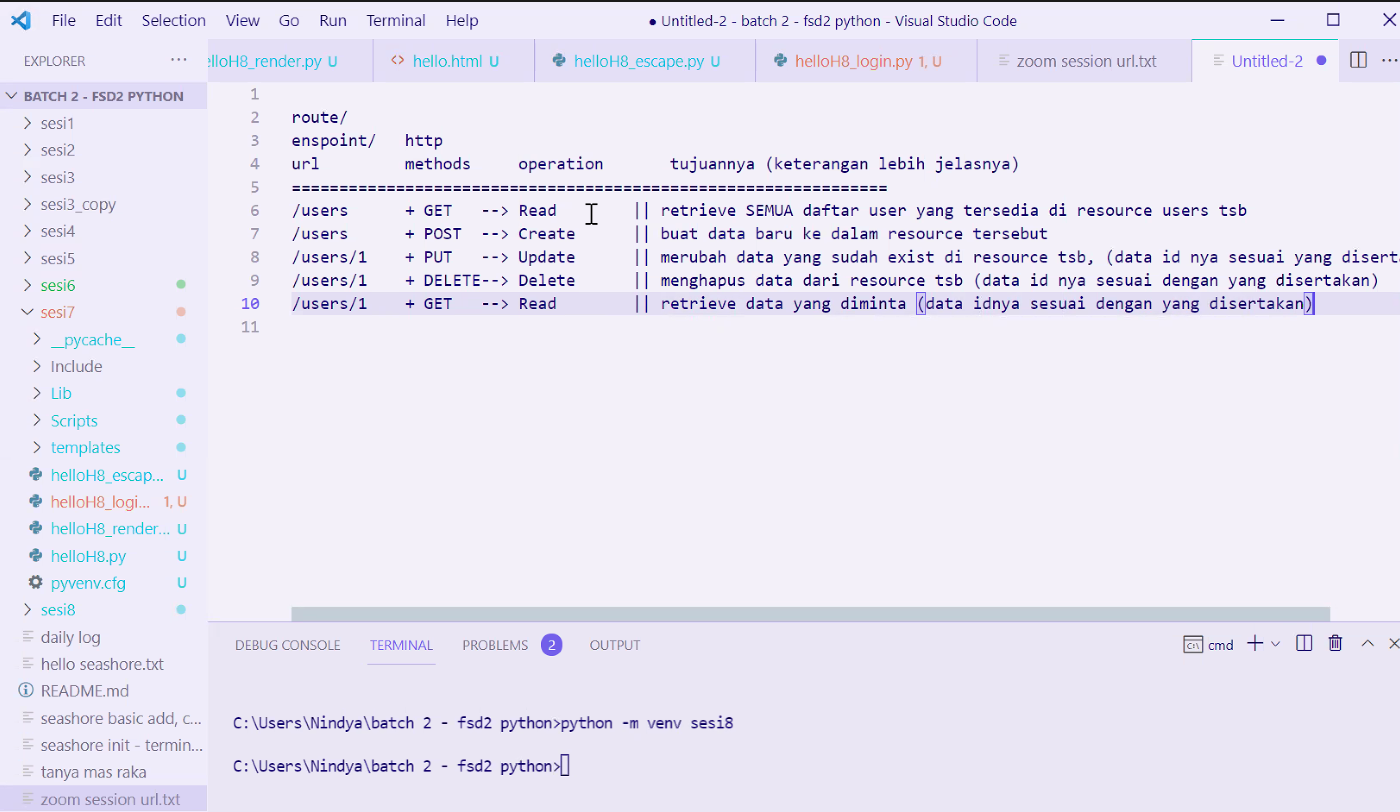 File Edit Selection View Go Run Terminal Help ● Untitled-2 - batch 2 - fsd2 python - Visual Studio Code
EXPLORER ··· elloH8_render.py U <> hello.html U helloH8_escape.py U helloH8_login.py 1, U zoom session url.txt Untitled-2 ● ···
BATCH 2 - FSD2 PYTHON
sesi1
sesi2
sesi3
sesi3_copy
sesi4
sesi5
sesi6
sesi7
__pycache__
Include
Lib
Scripts
templates
helloH8_escap... U
helloH8_logi... 1, U
helloH8_render... U
helloH8.py U
pyvenv.cfg U
sesi8
daily log
hello seashore.txt
README.md
seashore basic add, c...
seashore init - termin...
tanya mas raka
zoom session url.txt
1
2 route/
3 enspoint/ http
4 url methods operation tujuannya (keterangan lebih jelasnya)
5 ===============================================================
6 /users + GET --> Read || retrieve SEMUA daftar user yang tersedia di resource users tsb
7 /users + POST --> Create || buat data baru ke dalam resource tersebut
8 /users/1 + PUT --> Update || merubah data yang sudah exist di resource tsb, (data id nya sesuai yang diserta
9 /users/1 + DELETE--> Delete || menghapus data dari resource tsb (data id nya sesuai dengan yang disertakan)
10 /users/1 + GET --> Read || retrieve data yang diminta (data idnya sesuai dengan yang disertakan)
11
DEBUG CONSOLE TERMINAL PROBLEMS 2 OUTPUT cmd
C:\Users\Nindya\batch 2 - fsd2 python>python -m venv sesi8
C:\Users\Nindya\batch 2 - fsd2 python>